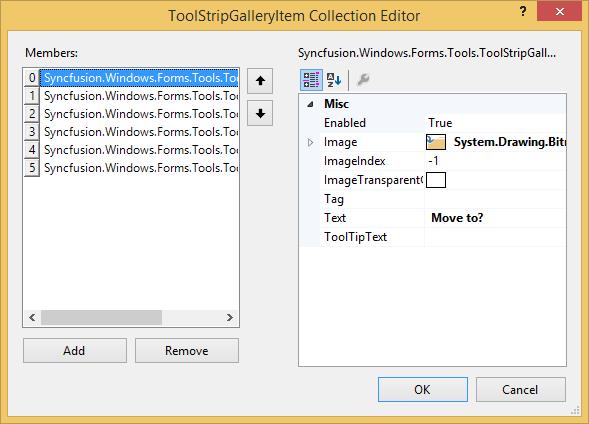 ToolStripGalleryItem Collection Editor
?
Members:
Syncfusion.Windows.Forms.Tools.ToolStripGall...
0 Syncfusion.Windows.Forms.Tools.Too
1 Syncfusion.Windows.Forms.Tools.Too
2 Syncfusion.Windows.Forms.Tools.Too
3 Syncfusion.Windows.Forms.Tools.Too
4 Syncfusion.Windows.Forms.Tools.Too
5 Syncfusion.Windows.Forms.Tools.Too
Misc
Enabled True
Image System.Drawing.Bitm
ImageIndex -1
ImageTransparentC
Tag
Text Move to?
ToolTipText
Add
Remove
OK
Cancel